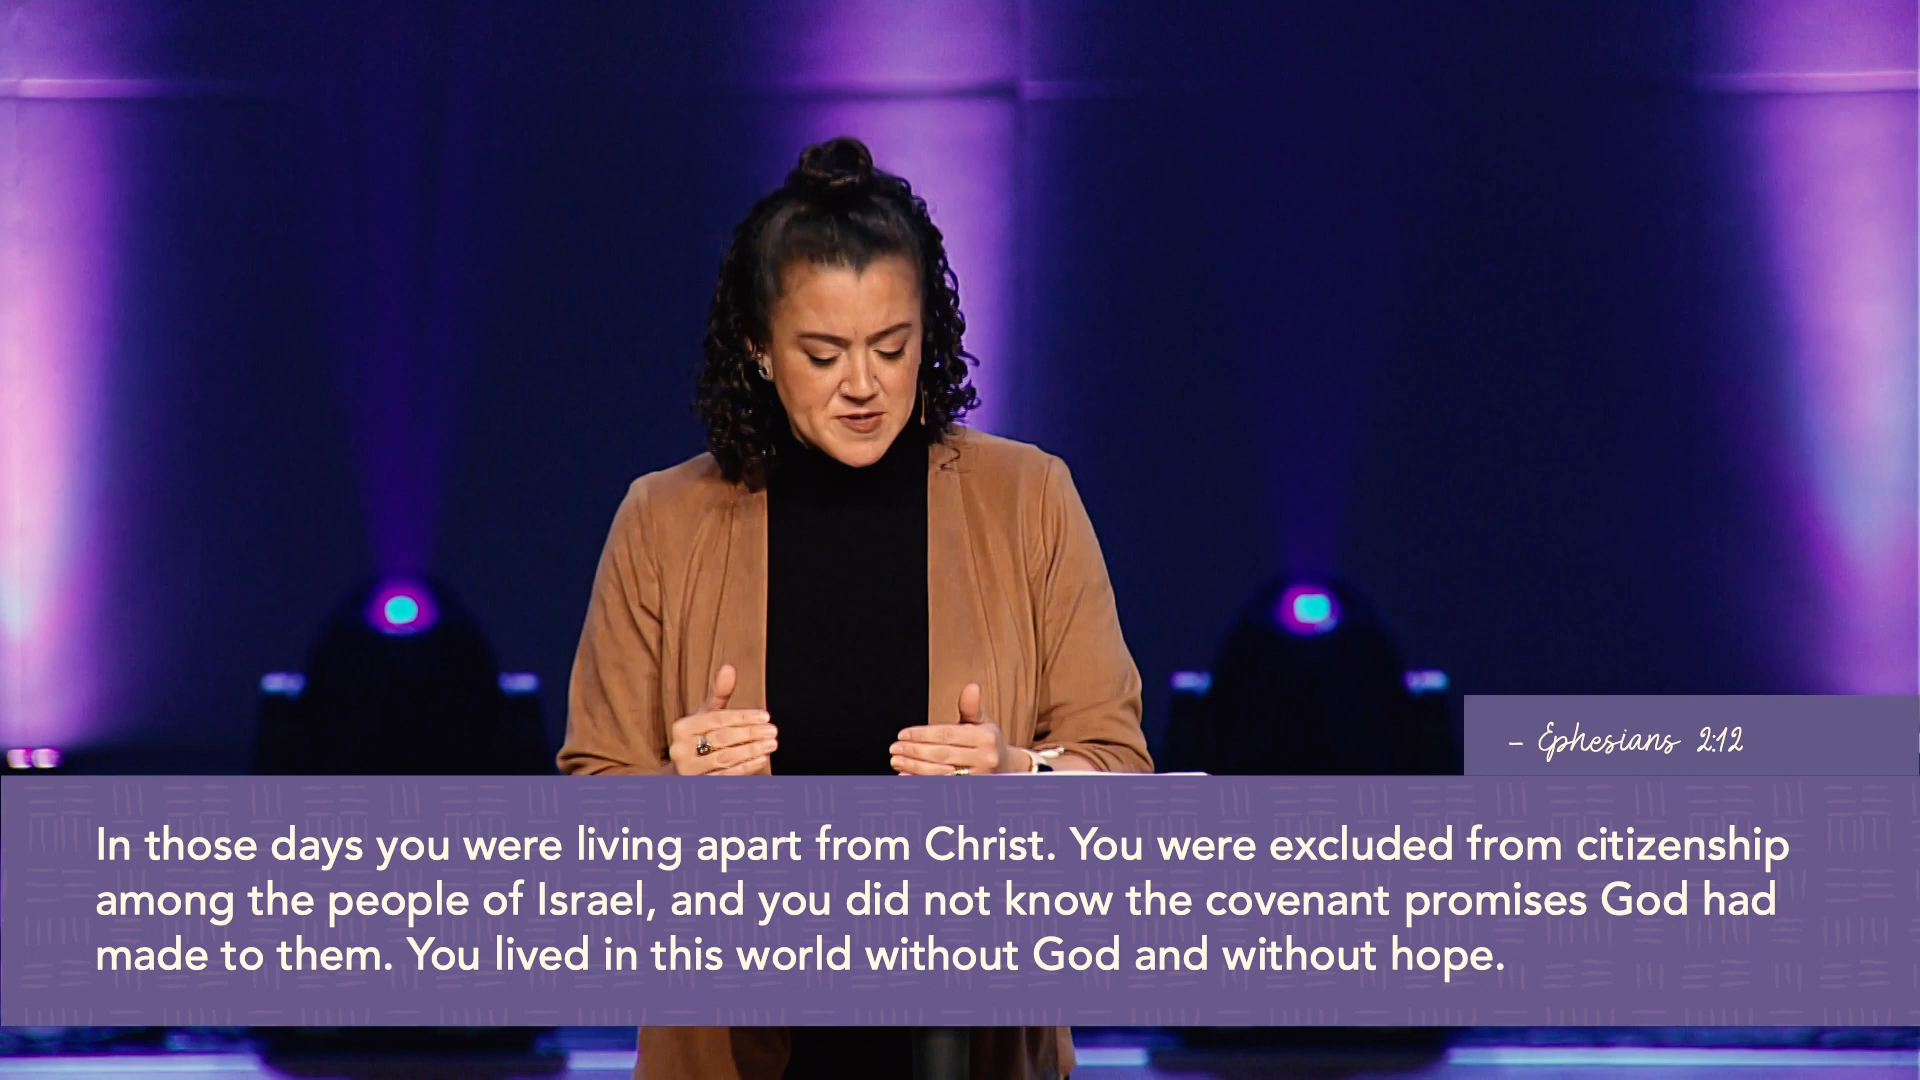 – Ephesians 2:12
In those days you were living apart from Christ. You were excluded from citizenship
among the people of Israel, and you did not know the covenant promises God had
made to them. You lived in this world without God and without hope.